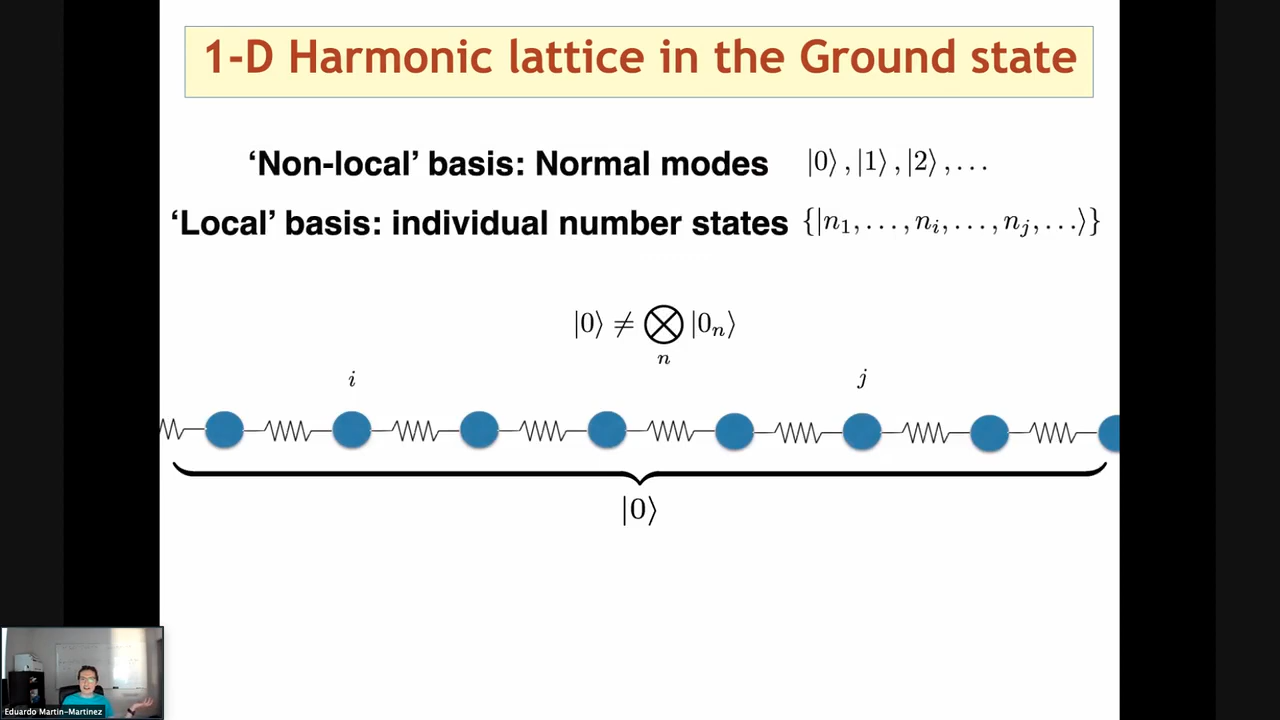 1-D Harmonic lattice in the Ground state
‘Non-local’ basis: Normal modes |0⟩, |1⟩, |2⟩, ...
‘Local’ basis: individual number states {|n₁, ..., nᵢ, ..., nⱼ, ...⟩}
|0⟩ ≠ ⨂ₙ |0ₙ⟩
i j
|0⟩
Eduardo Martin-Martinez